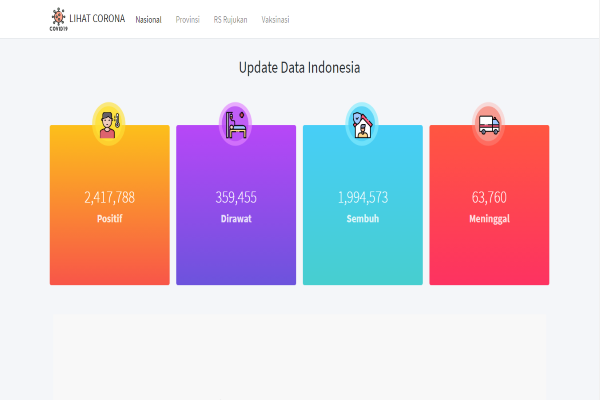 COVID19
LIHAT CORONA
Nasional
Provinsi
RS Rujukan
Vaksinasi
Update Data Indonesia
2,417,788
Positif
359,455
Dirawat
1,994,573
Sembuh
63,760
Meninggal